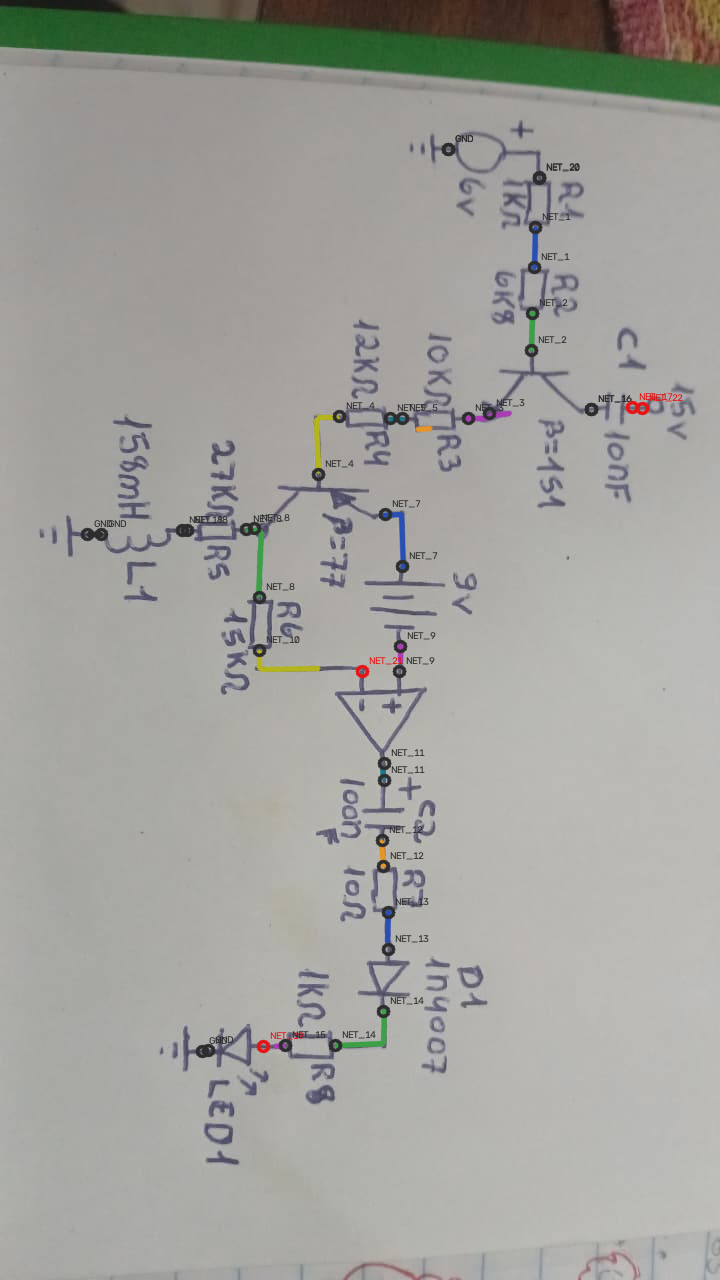 +
GND
6V
NET_20
R1
1KΩ
NET_1
NET_1
R2
6K8
NET_2
NET_2
C1
15V
NET_16
10nF
β=151
NET_3
10KΩ
R3
12KΩ
R4
NET_4
NET_4
NET_7
β=77
NET_7
9V
27KΩ
R5
158mH
L1
GND
NET_8
NET_8
R6
15KΩ
NET_10
NET_9
NET_9
-
+
NET_11
NET_11
+
C2
100n
F
NET_12
NET_12
R7
10Ω
NET_13
NET_13
D1
1n4007
NET_14
NET_14
1KΩ
R8
NET_15
GND
LED1